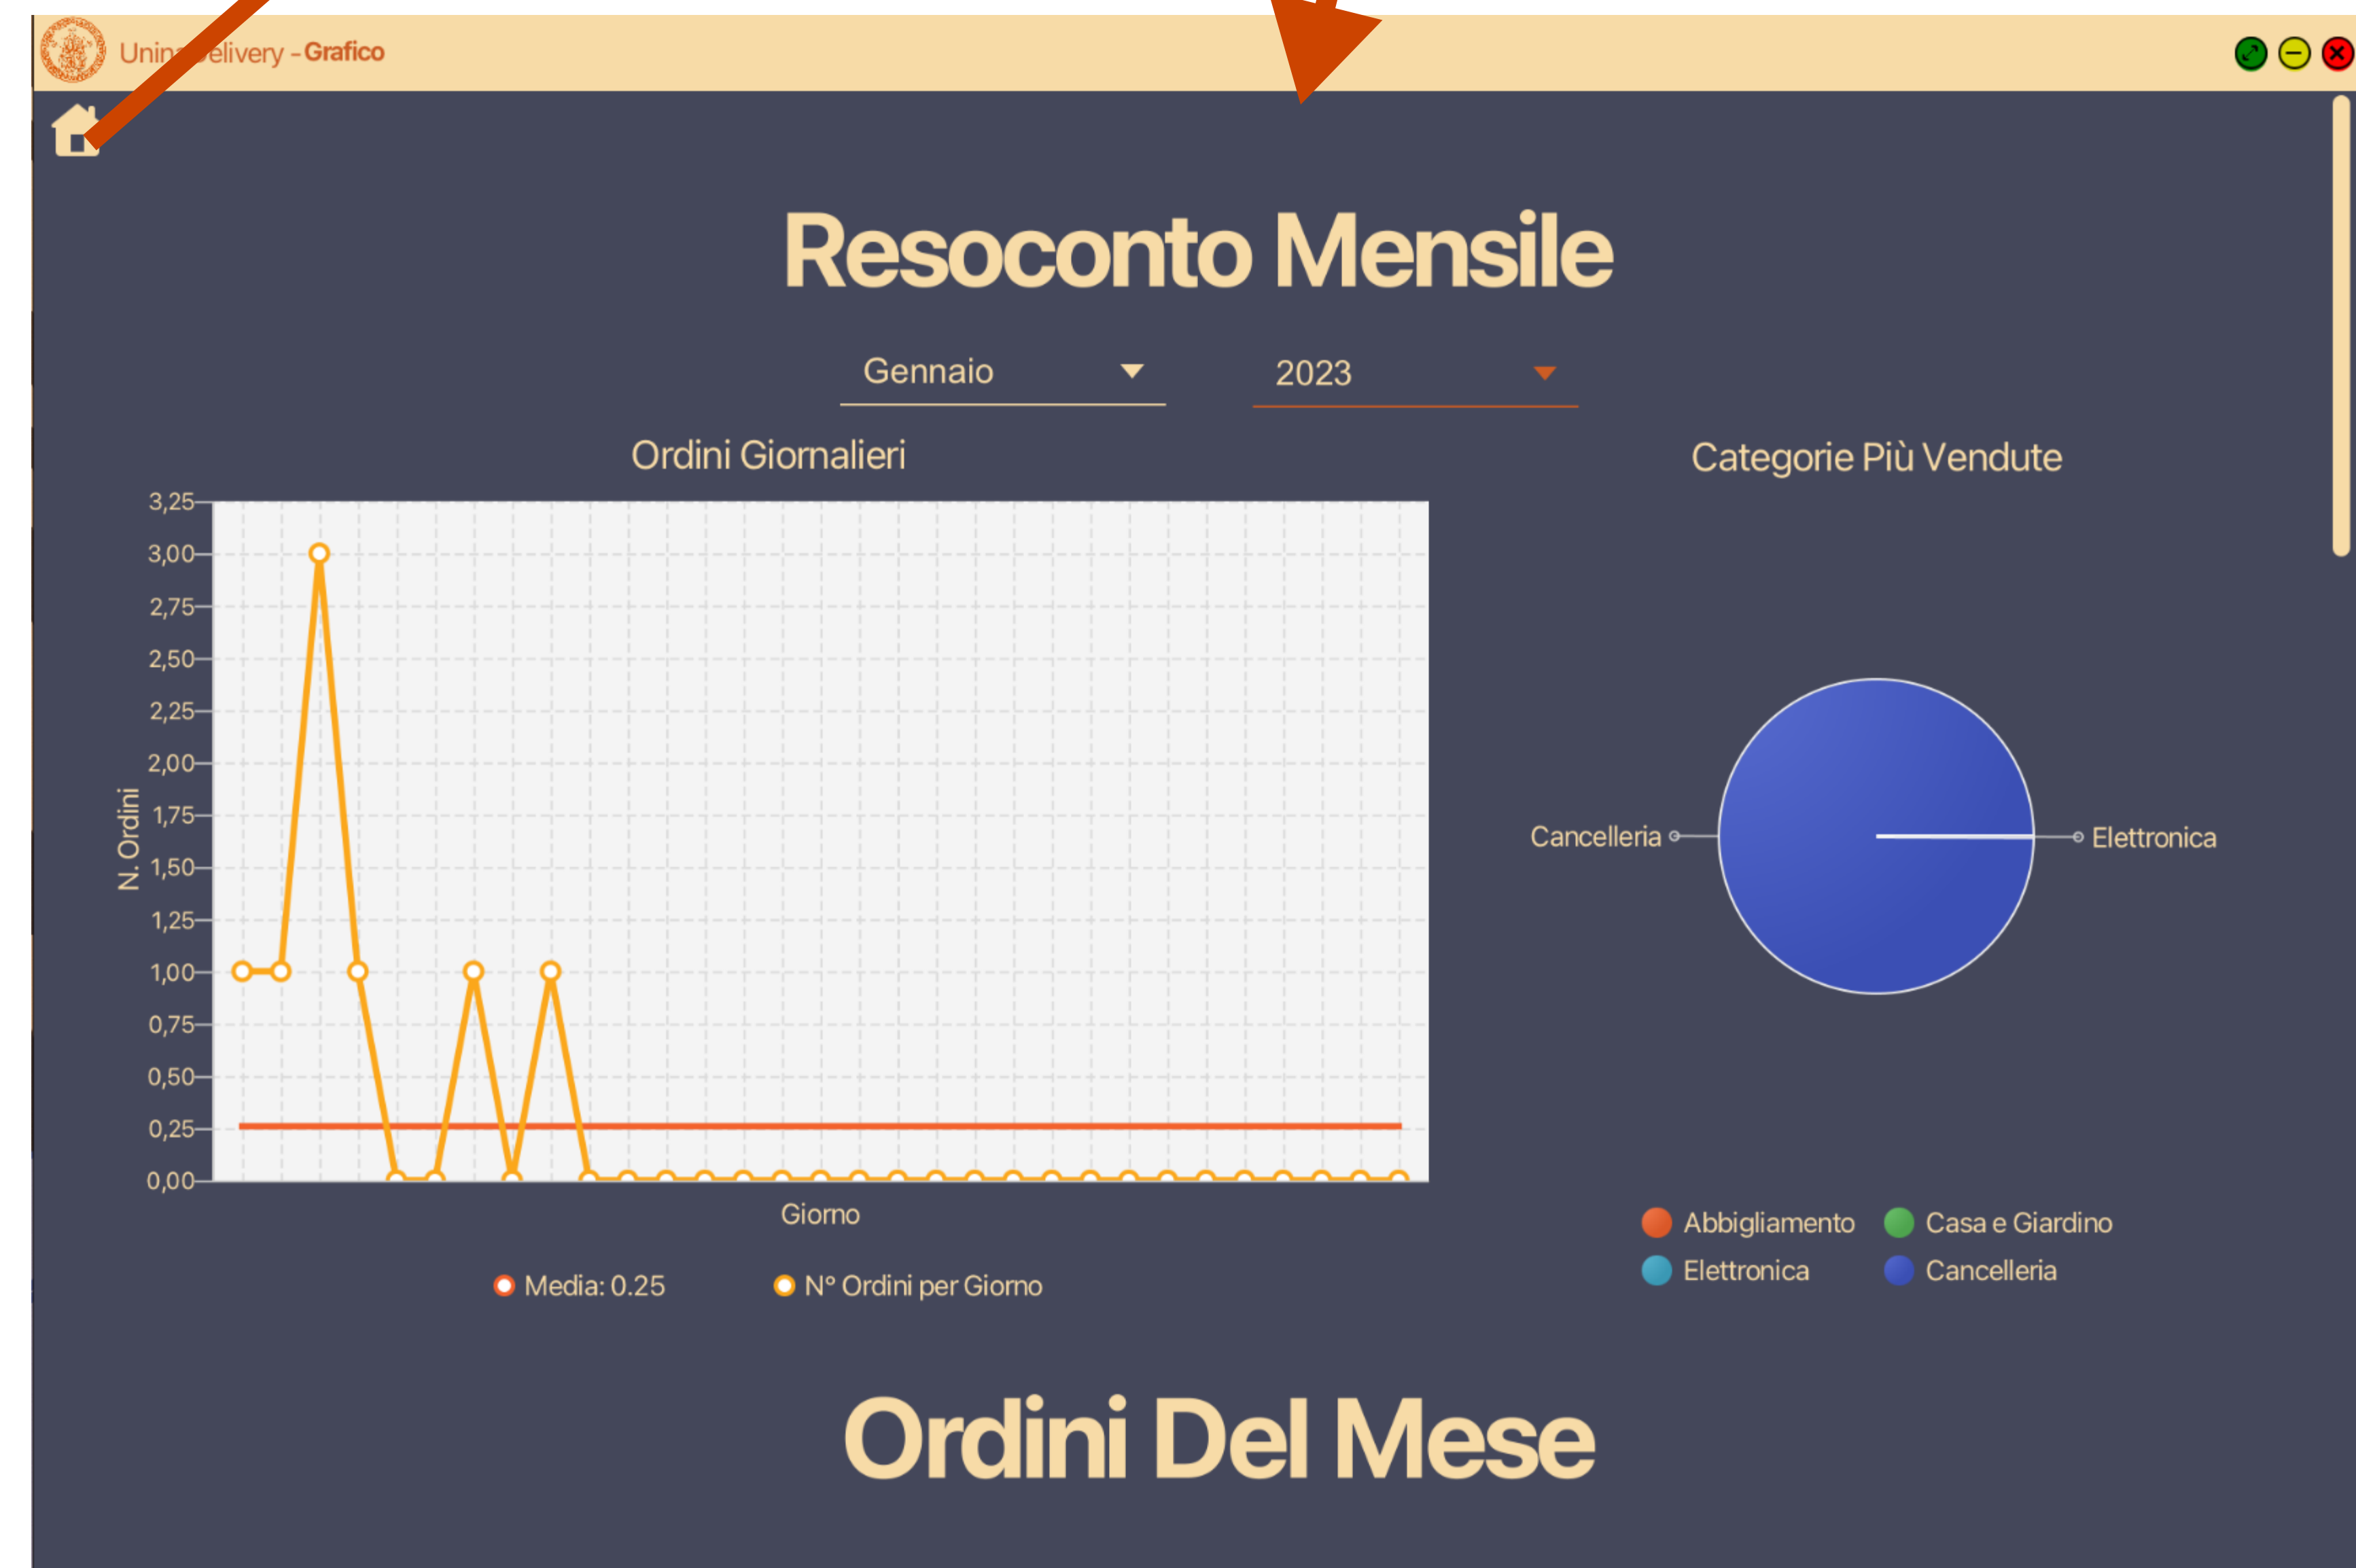 Unina Delivery - Grafico
Resoconto Mensile
Gennaio
2023
Ordini Giornalieri
Categorie Più Vendute
3,25
3,00
2,75
2,50
2,25
2,00
1,75
1,50
1,25
1,00
0,75
0,50
0,25
0,00
N. Ordini
Giorno
Media: 0.25
N° Ordini per Giorno
Cancelleria
Elettronica
Abbigliamento
Casa e Giardino
Elettronica
Cancelleria
Ordini Del Mese